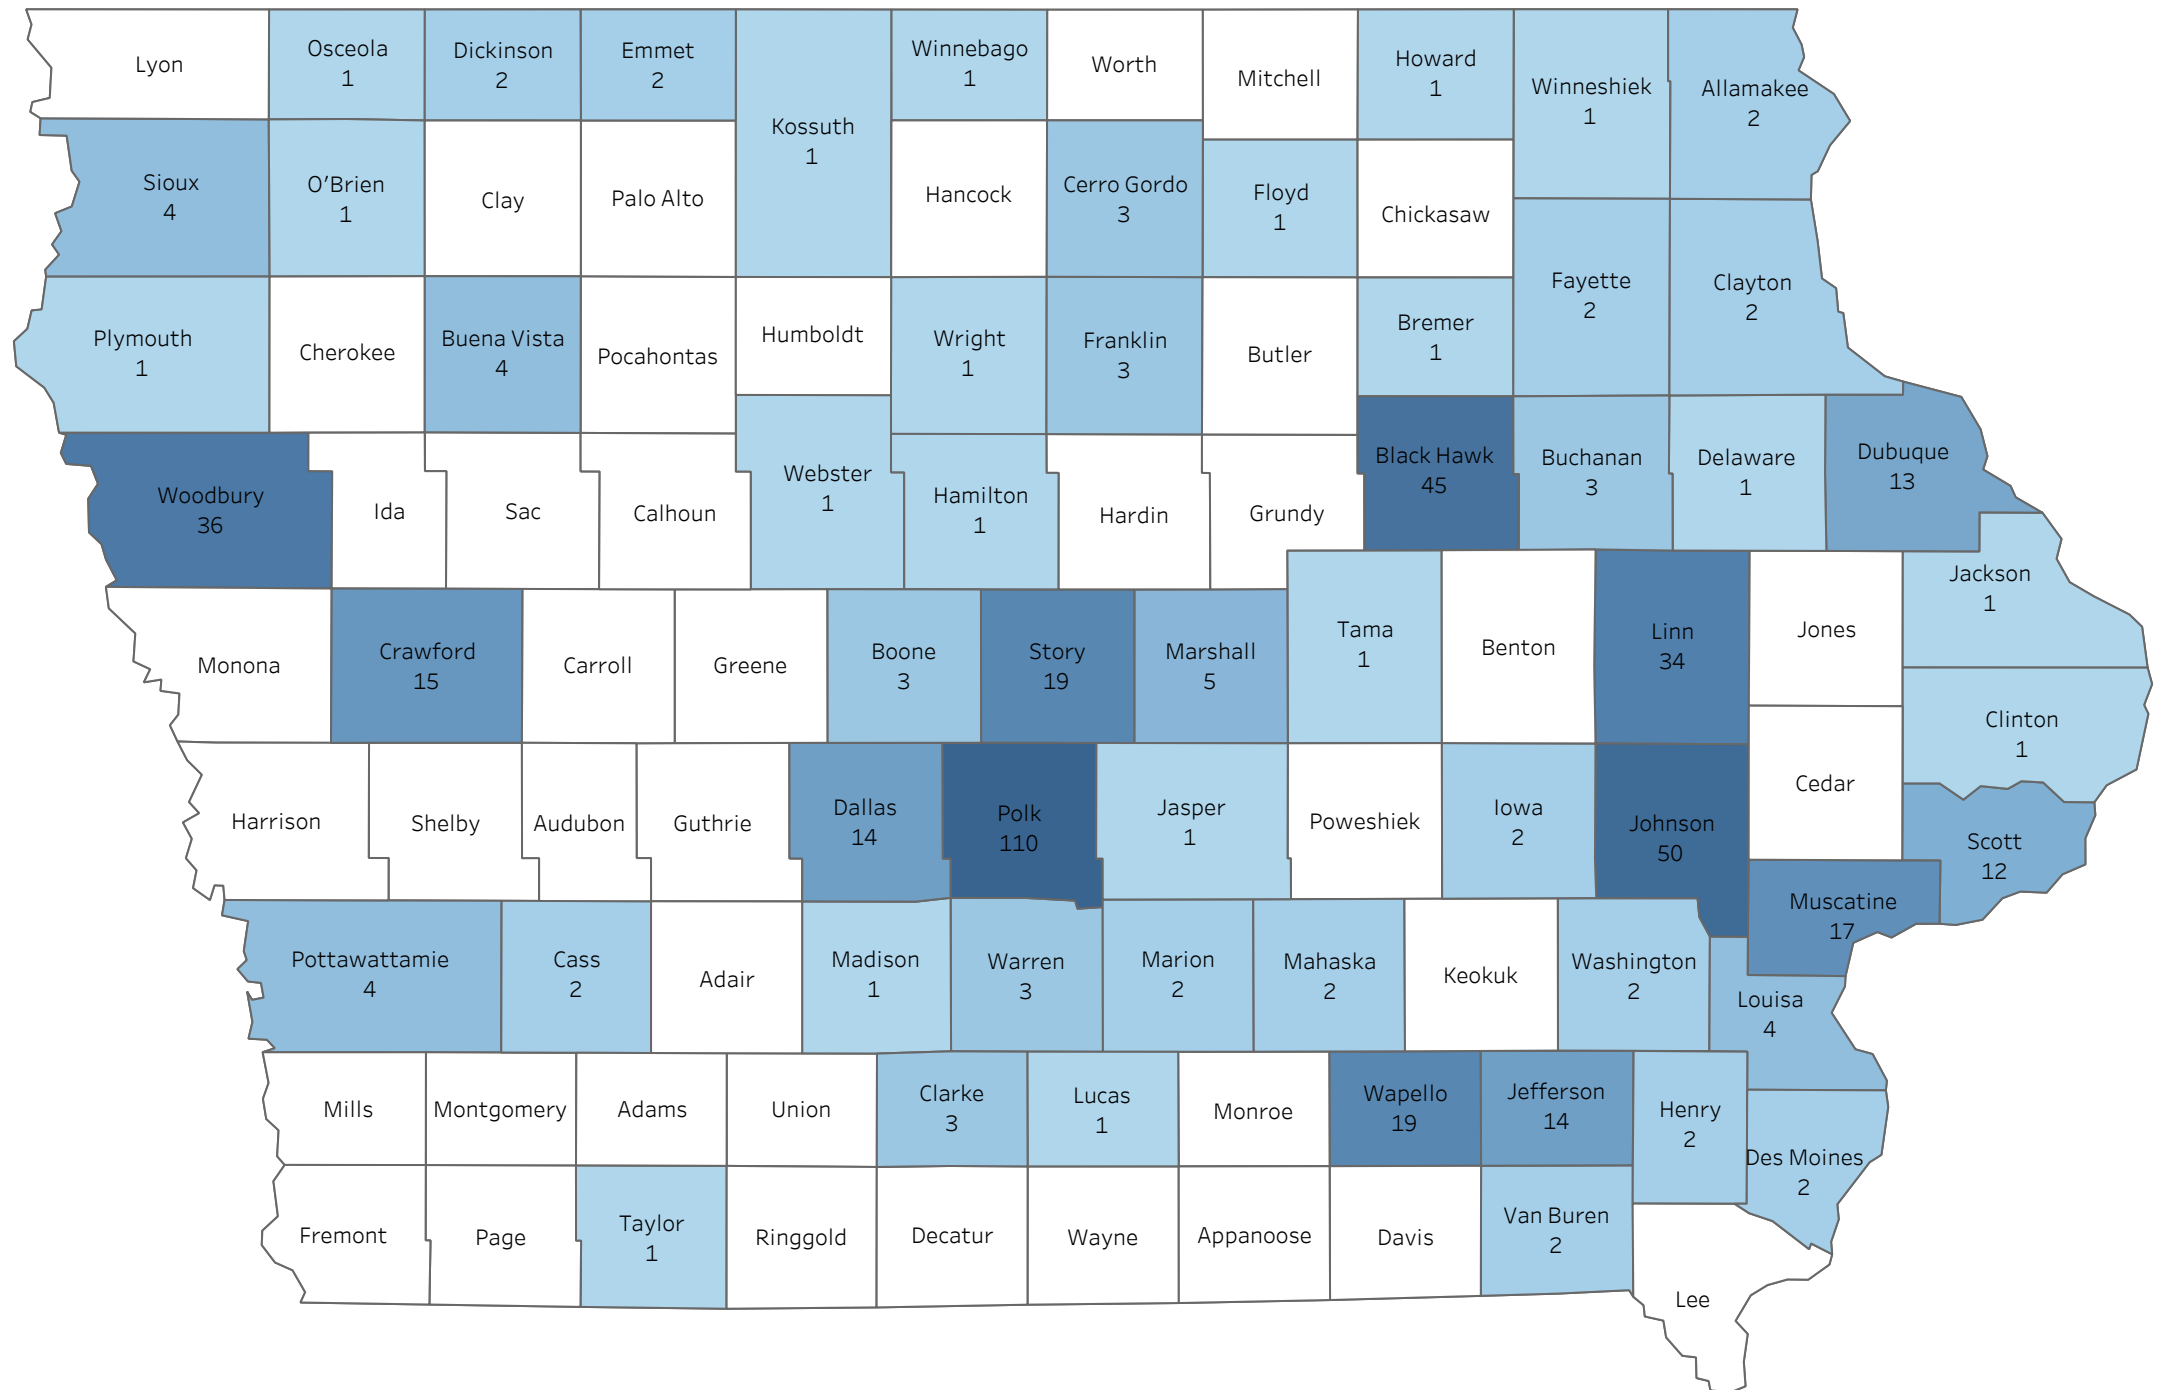 Lyon
Osceola
1
Dickinson
2
Emmet
2
Kossuth
1
Winnebago
1
Worth
Mitchell
Howard
1
Winneshiek
1
Allamakee
2
Sioux
4
O'Brien
1
Clay
Palo Alto
Hancock
Cerro Gordo
3
Floyd
1
Chickasaw
Fayette
2
Clayton
2
Plymouth
1
Cherokee
Buena Vista
4
Pocahontas
Humboldt
Wright
1
Franklin
3
Butler
Bremer
1
Woodbury
36
Ida
Sac
Calhoun
Webster
1
Hamilton
1
Hardin
Grundy
Black Hawk
45
Buchanan
3
Delaware
1
Dubuque
13
Jackson
1
Monona
Crawford
15
Carroll
Greene
Boone
3
Story
19
Marshall
5
Tama
1
Benton
Linn
34
Jones
Clinton
1
Harrison
Shelby
Audubon
Guthrie
Dallas
14
Polk
110
Jasper
1
Poweshiek
Iowa
2
Johnson
50
Cedar
Scott
12
Muscatine
17
Pottawattamie
4
Cass
2
Adair
Madison
1
Warren
3
Marion
2
Mahaska
2
Keokuk
Washington
2
Louisa
4
Mills
Montgomery
Adams
Union
Clarke
3
Lucas
1
Monroe
Wapello
19
Jefferson
14
Henry
2
Des Moines
2
Fremont
Page
Taylor
1
Ringgold
Decatur
Wayne
Appanoose
Davis
Van Buren
2
Lee